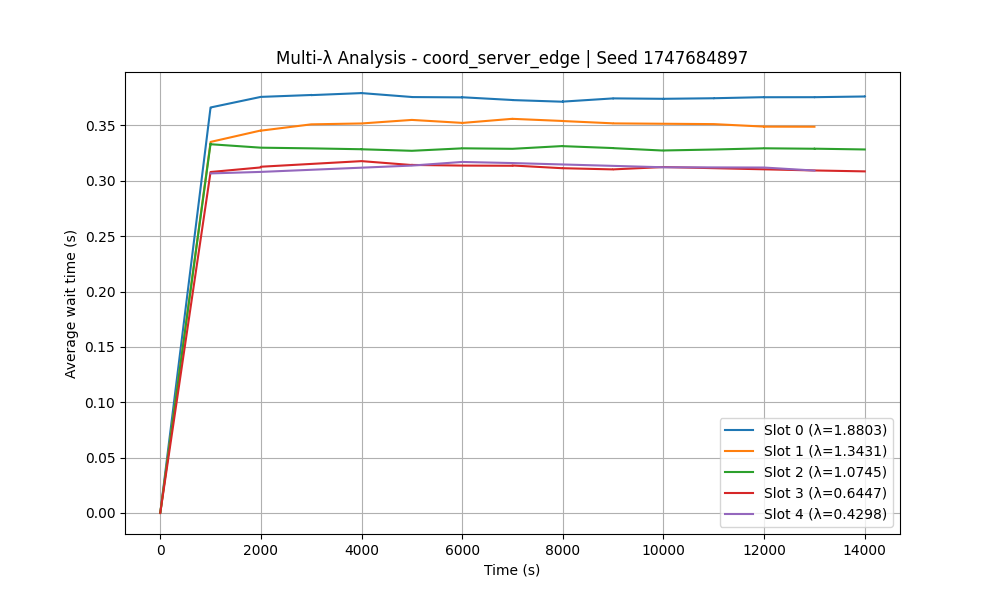 Multi-λ Analysis - coord_server_edge | Seed 1747684897
Average wait time (s)
0.35
0.30
0.25
0.20
0.15
0.10
0.05
0.00
Slot 0 (λ=1.8803)
Slot 1 (λ=1.3431)
Slot 2 (λ=1.0745)
Slot 3 (λ=0.6447)
Slot 4 (λ=0.4298)
0 2000 4000 6000 8000 10000 12000 14000
Time (s)